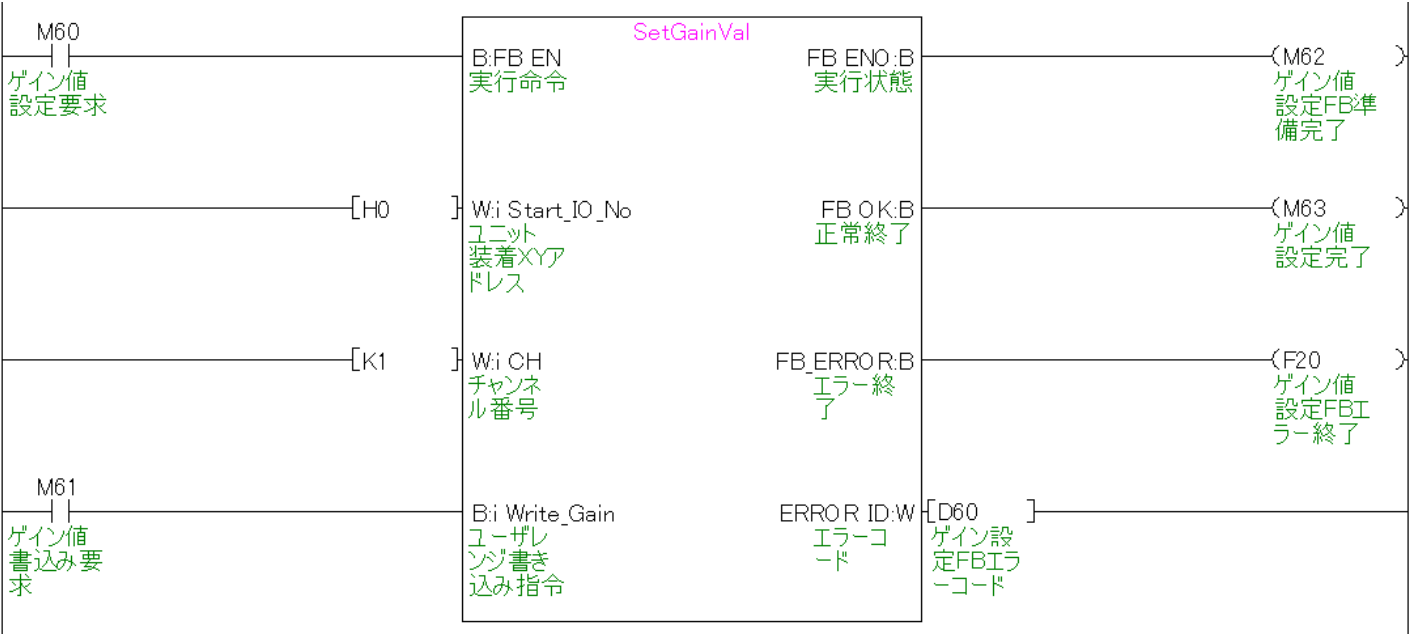 SetGainVal
M60
B:FB EN
FB ENO:B
(M62 )
ゲイン値
設定要求
実行命令
実行状態
ゲイン値
設定FB準
備完了
[H0 ]
W:i Start_IO_No
ユニット
装着XYア
ドレス
FB OK:B
正常終了
(M63 )
ゲイン値
設定完了
[K1 ]
W:i CH
チャンネ
ル番号
FB_ERROR:B
エラー終
了
(F20 )
ゲイン値
設定FBエ
ラー終了
M61
ゲイン値
書込み要
求
B:i Write_Gain
ユーザレ
ンジ書き
込み指令
ERROR ID:W
エラーコ
ード
[D60 ]
ゲイン設
定FBエラ
ーコード